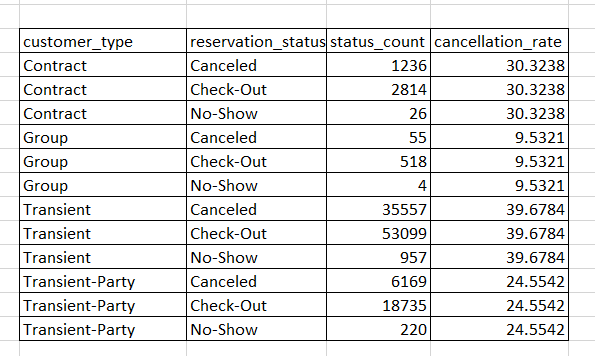 customer_type reservation_status status_count cancellation_rate
Contract Canceled 1236 30.3238
Contract Check-Out 2814 30.3238
Contract No-Show 26 30.3238
Group Canceled 55 9.5321
Group Check-Out 518 9.5321
Group No-Show 4 9.5321
Transient Canceled 35557 39.6784
Transient Check-Out 53099 39.6784
Transient No-Show 957 39.6784
Transient-Party Canceled 6169 24.5542
Transient-Party Check-Out 18735 24.5542
Transient-Party No-Show 220 24.5542